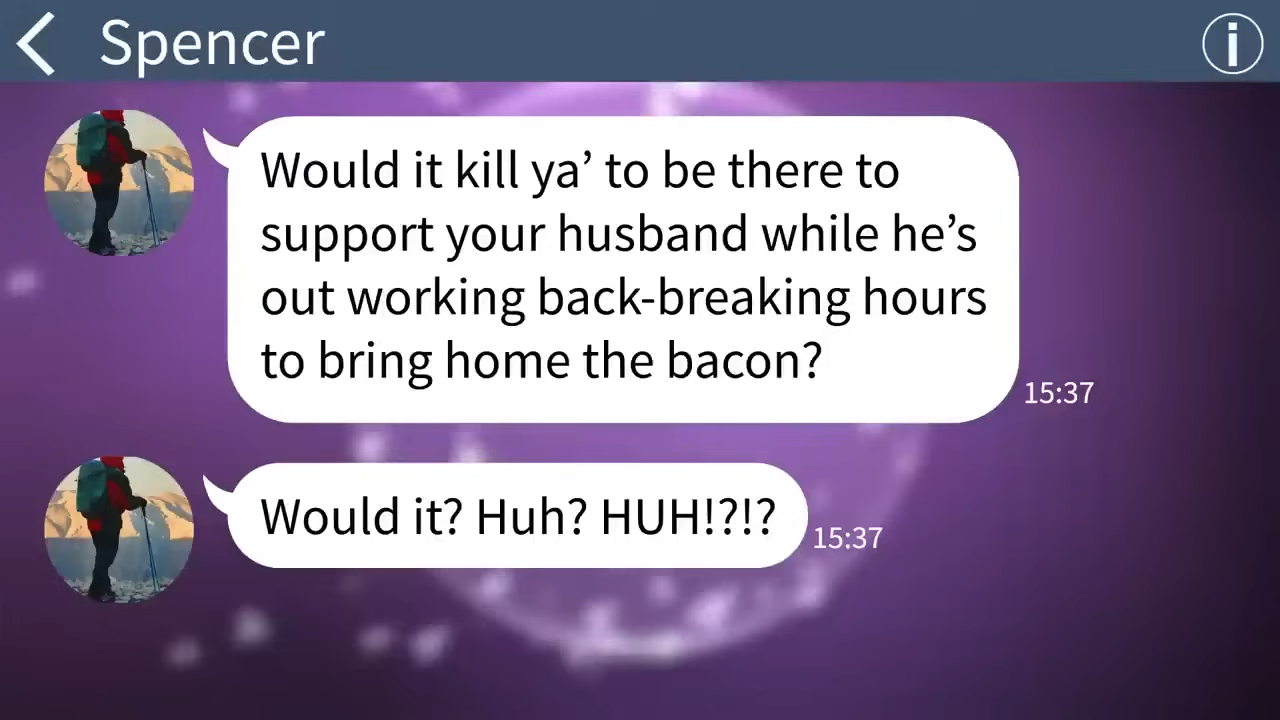 Spencer
Would it kill ya’ to be there to
support your husband while he’s
out working back-breaking hours
to bring home the bacon?
15:37
Would it? Huh? HUH!?!?
15:37